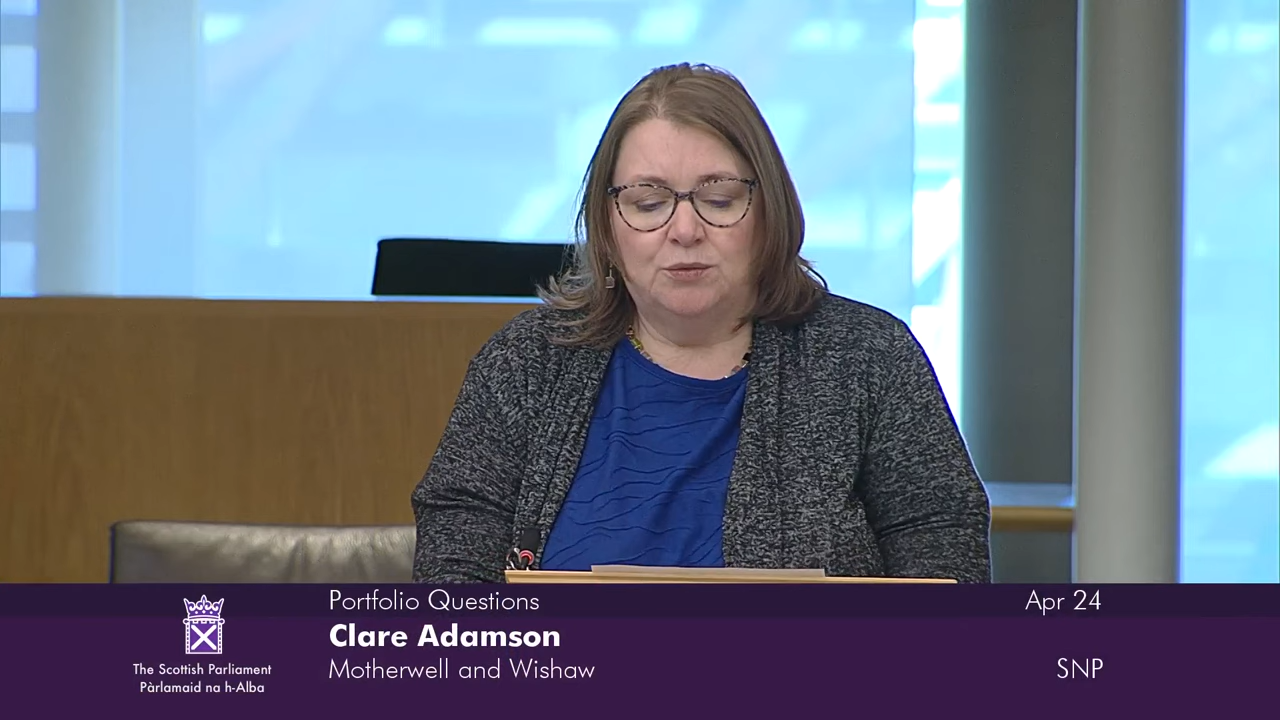 Portfolio Questions
Apr 24
Clare Adamson
Motherwell and Wishaw
SNP
The Scottish Parliament
Pàrlamaid na h-Alba